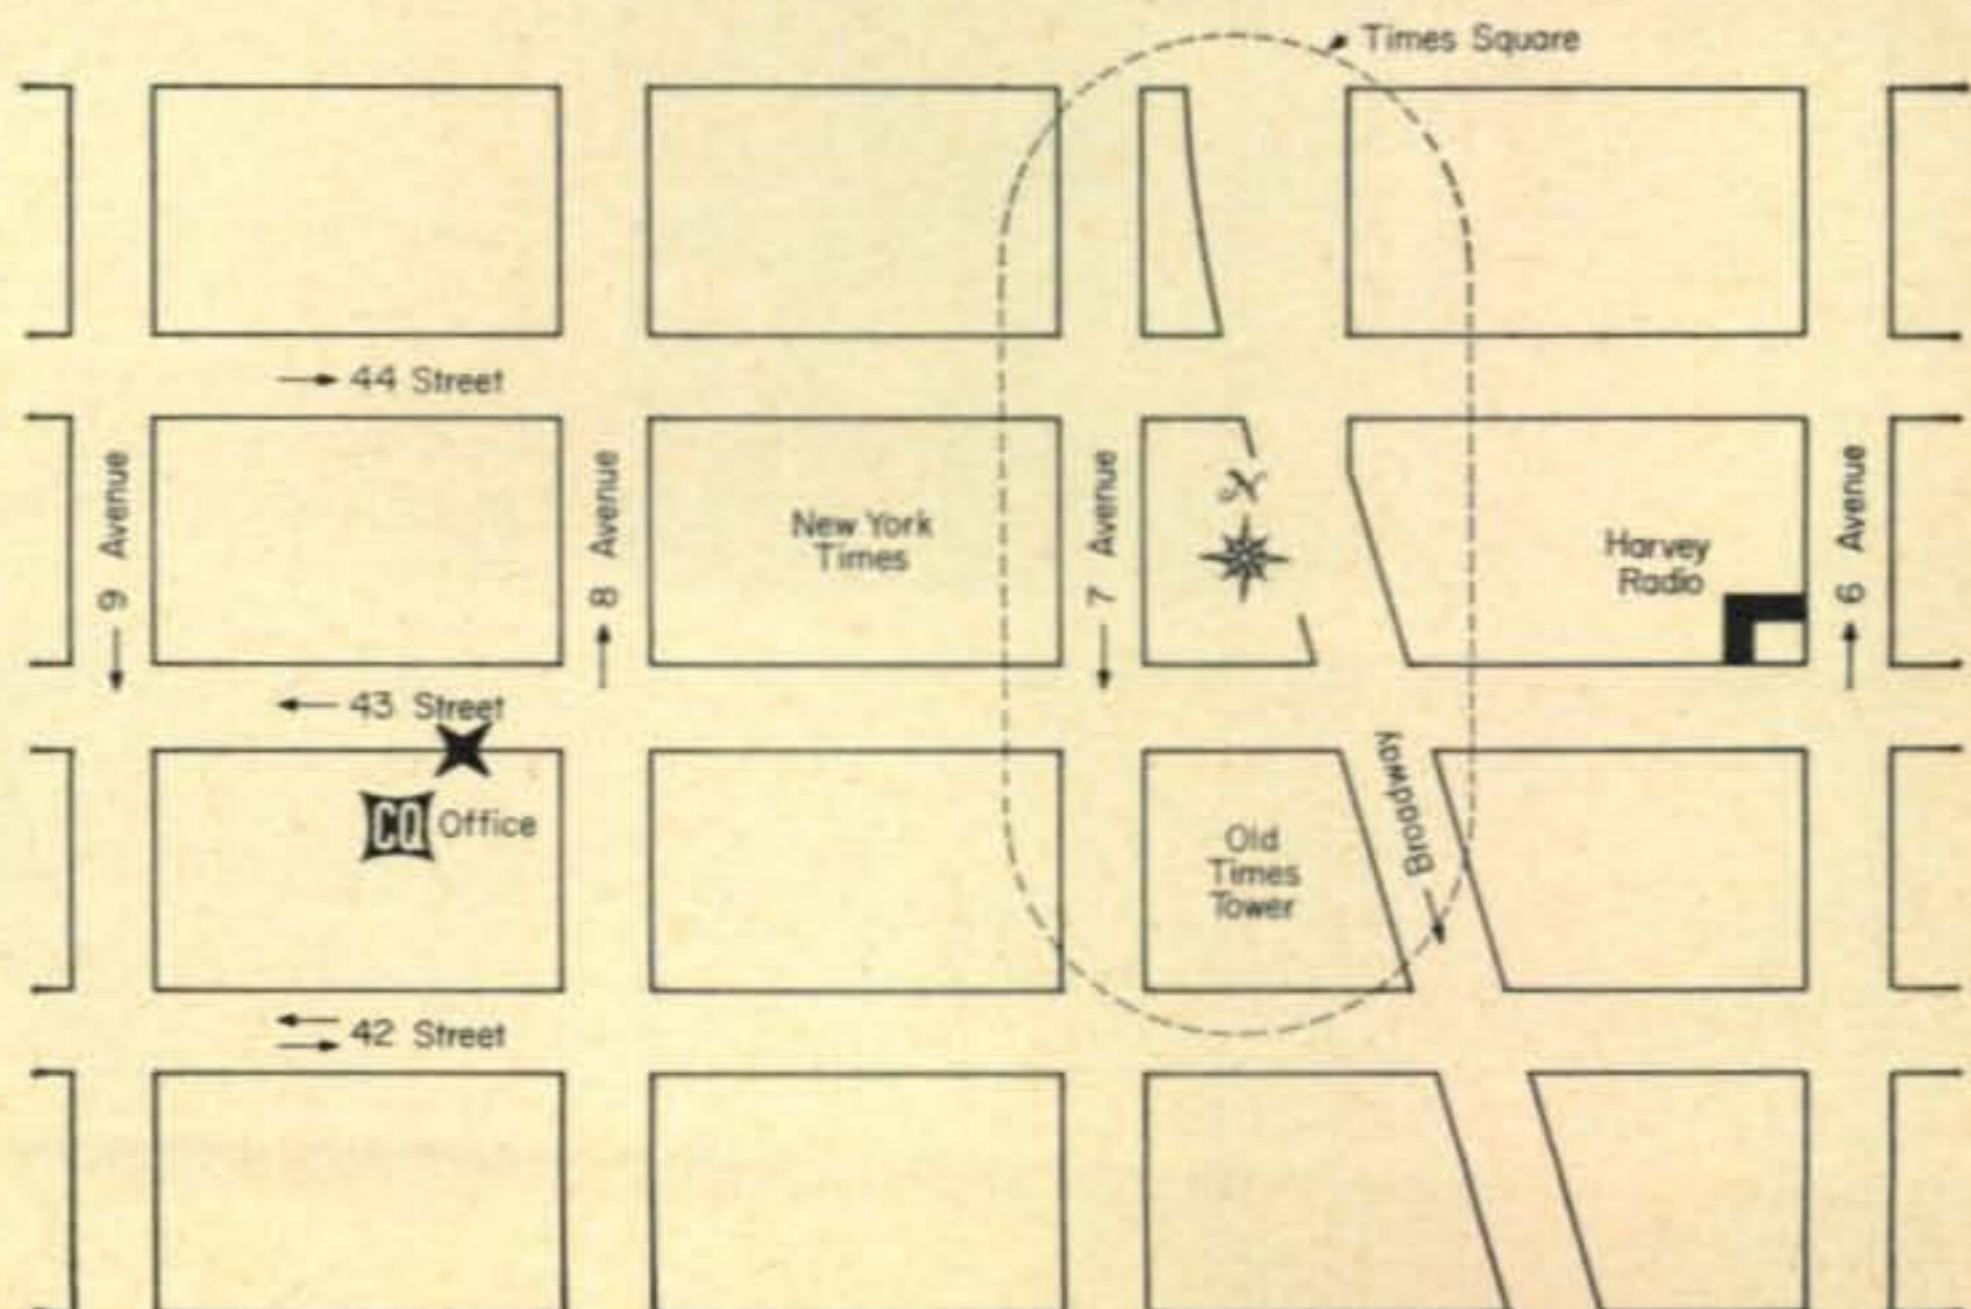 Times Square
44 Street
9 Avenue
8 Avenue
New York
Times
7 Avenue
Harvey
Radio
6 Avenue
43 Street
CQ Office
Broadway
Old
Times
Tower
42 Street